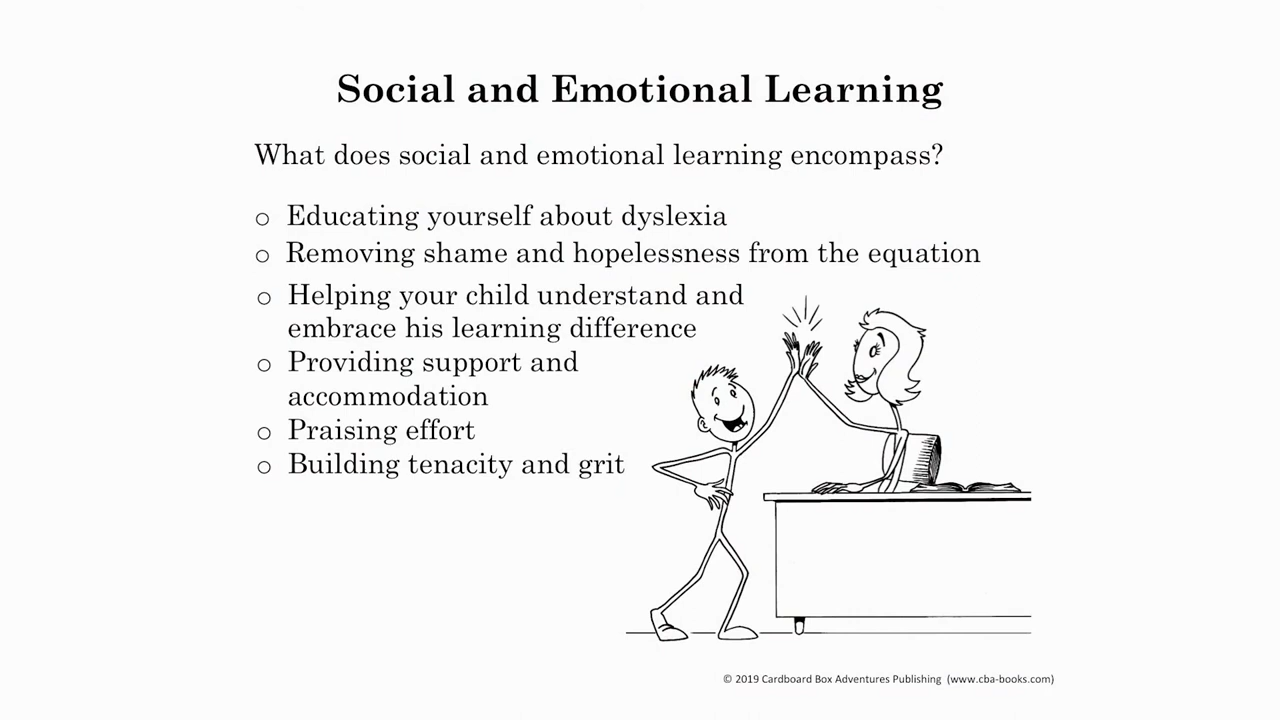 Social and Emotional Learning
What does social and emotional learning encompass?
o Educating yourself about dyslexia
o Removing shame and hopelessness from the equation
o Helping your child understand and
embrace his learning difference
o Providing support and
accommodation
o Praising effort
o Building tenacity and grit
© 2019 Cardboard Box Adventures Publishing (www.cba-books.com)